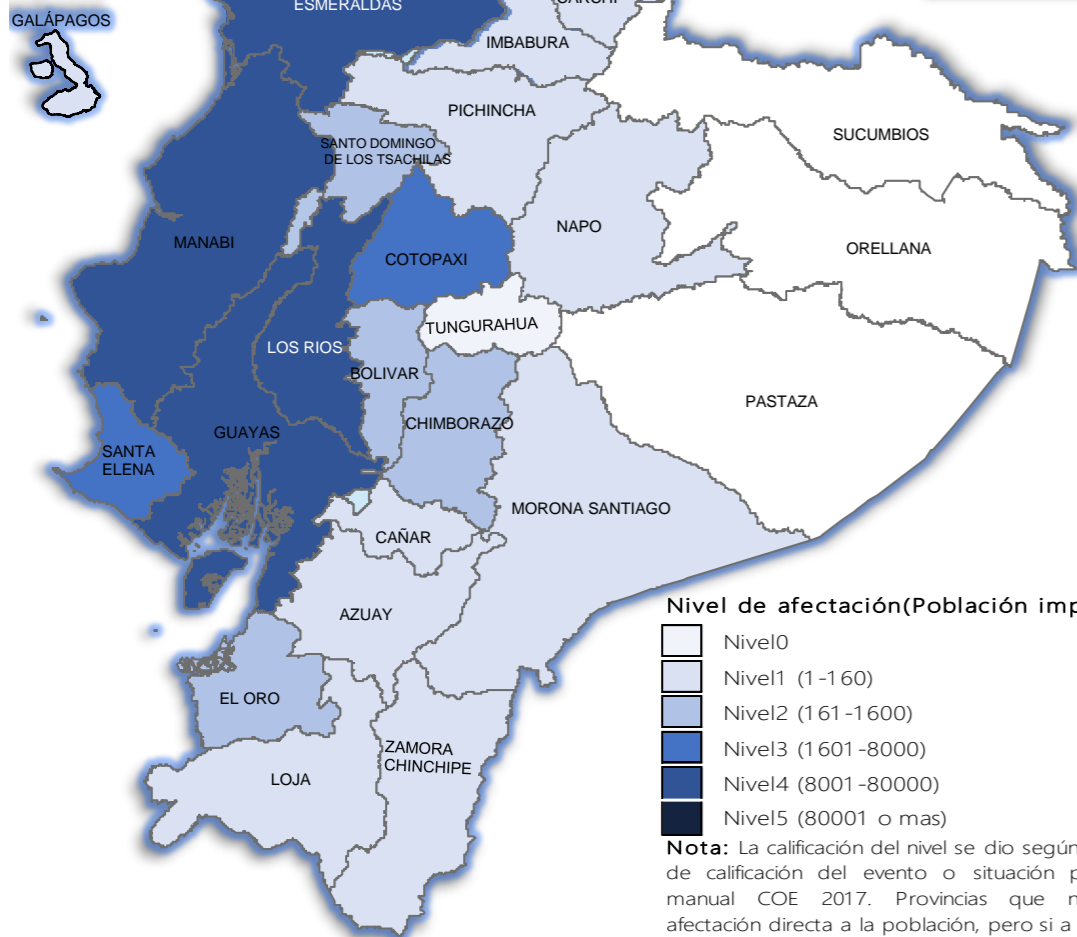 ESMERALDAS
CARCHI
GALÁPAGOS
IMBABURA
PICHINCHA
SUCUMBIOS
SANTO DOMINGO
DE LOS TSACHILAS
NAPO
MANABI
ORELLANA
COTOPAXI
TUNGURAHUA
LOS RIOS
BOLIVAR
PASTAZA
CHIMBORAZO
GUAYAS
SANTA
ELENA
MORONA SANTIAGO
CAÑAR
AZUAY
EL ORO
ZAMORA
CHINCHIPE
LOJA
Nivel de afectación(Población imp
Nivel0
Nivel1 (1-160)
Nivel2 (161-1600)
Nivel3 (1601-8000)
Nivel4 (8001-80000)
Nivel5 (80001 o mas)
Nota: La calificación del nivel se dio según
de calificación del evento o situación p
manual COE 2017. Provincias que n
afectación directa a la población, pero si a